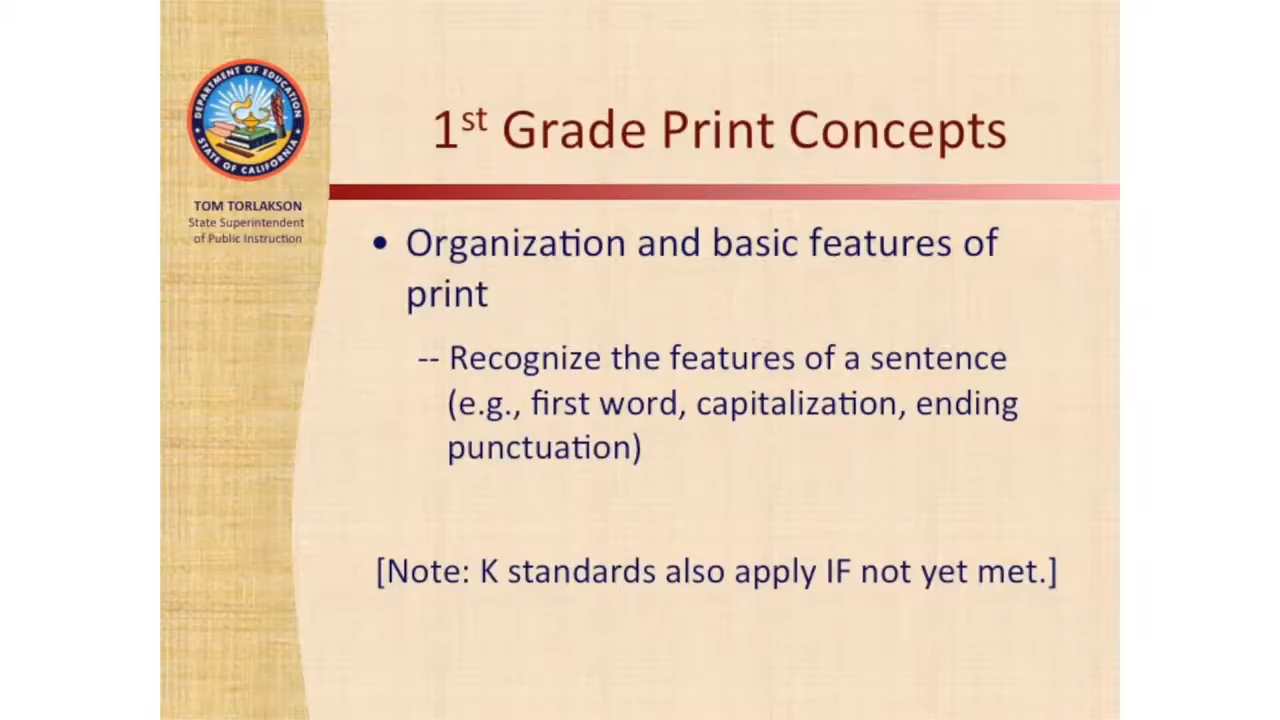 DEPARTMENT OF EDUCATION
STATE OF CALIFORNIA
TOM TORLAKSON
State Superintendent
of Public Instruction
1st Grade Print Concepts
• Organization and basic features of
print
-- Recognize the features of a sentence
(e.g., first word, capitalization, ending
punctuation)
[Note: K standards also apply IF not yet met.]